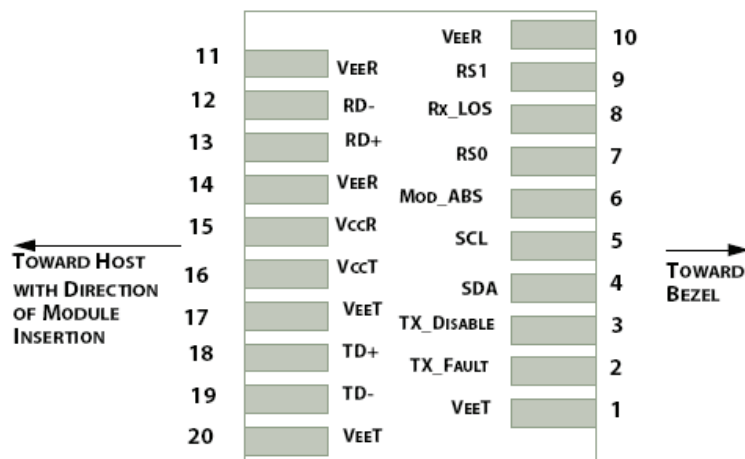 VEER 10
11 VEER
RS1 9
12 RD-
Rx_LOS 8
13 RD+
RS0 7
14 VEER
MOD_ABS 6
15 VCCR
SCL 5
TOWARD HOST
WITH DIRECTION
OF MODULE
INSERTION
TOWARD
BEZEL
16 VCCT
SDA 4
17 VEET
TX_DISABLE 3
18 TD+
TX_FAULT 2
19 TD-
VEET 1
20 VEET